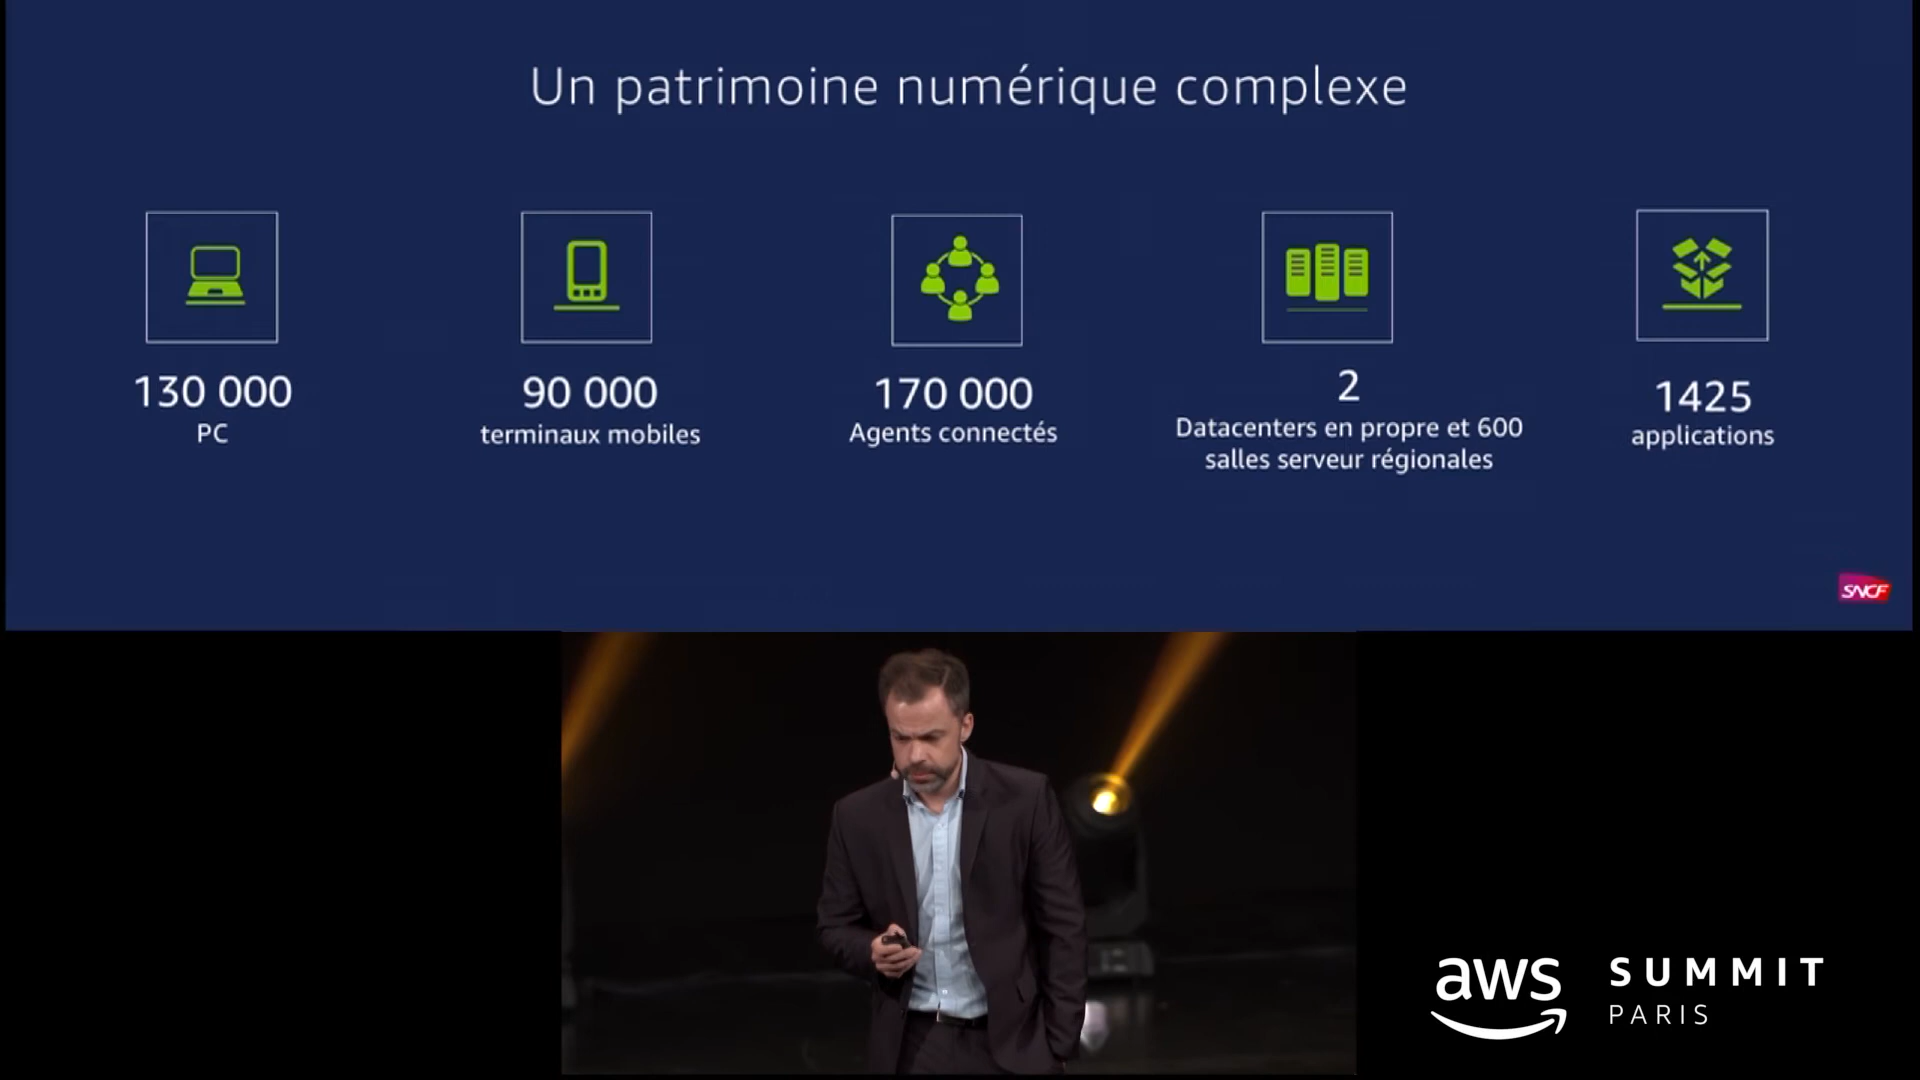 Un patrimoine numérique complexe
130 000
PC
90 000
terminaux mobiles
170 000
Agents connectés
2
Datacenters en propre et 600
salles serveur régionales
1425
applications
SNCF
aws
SUMMIT
PARIS